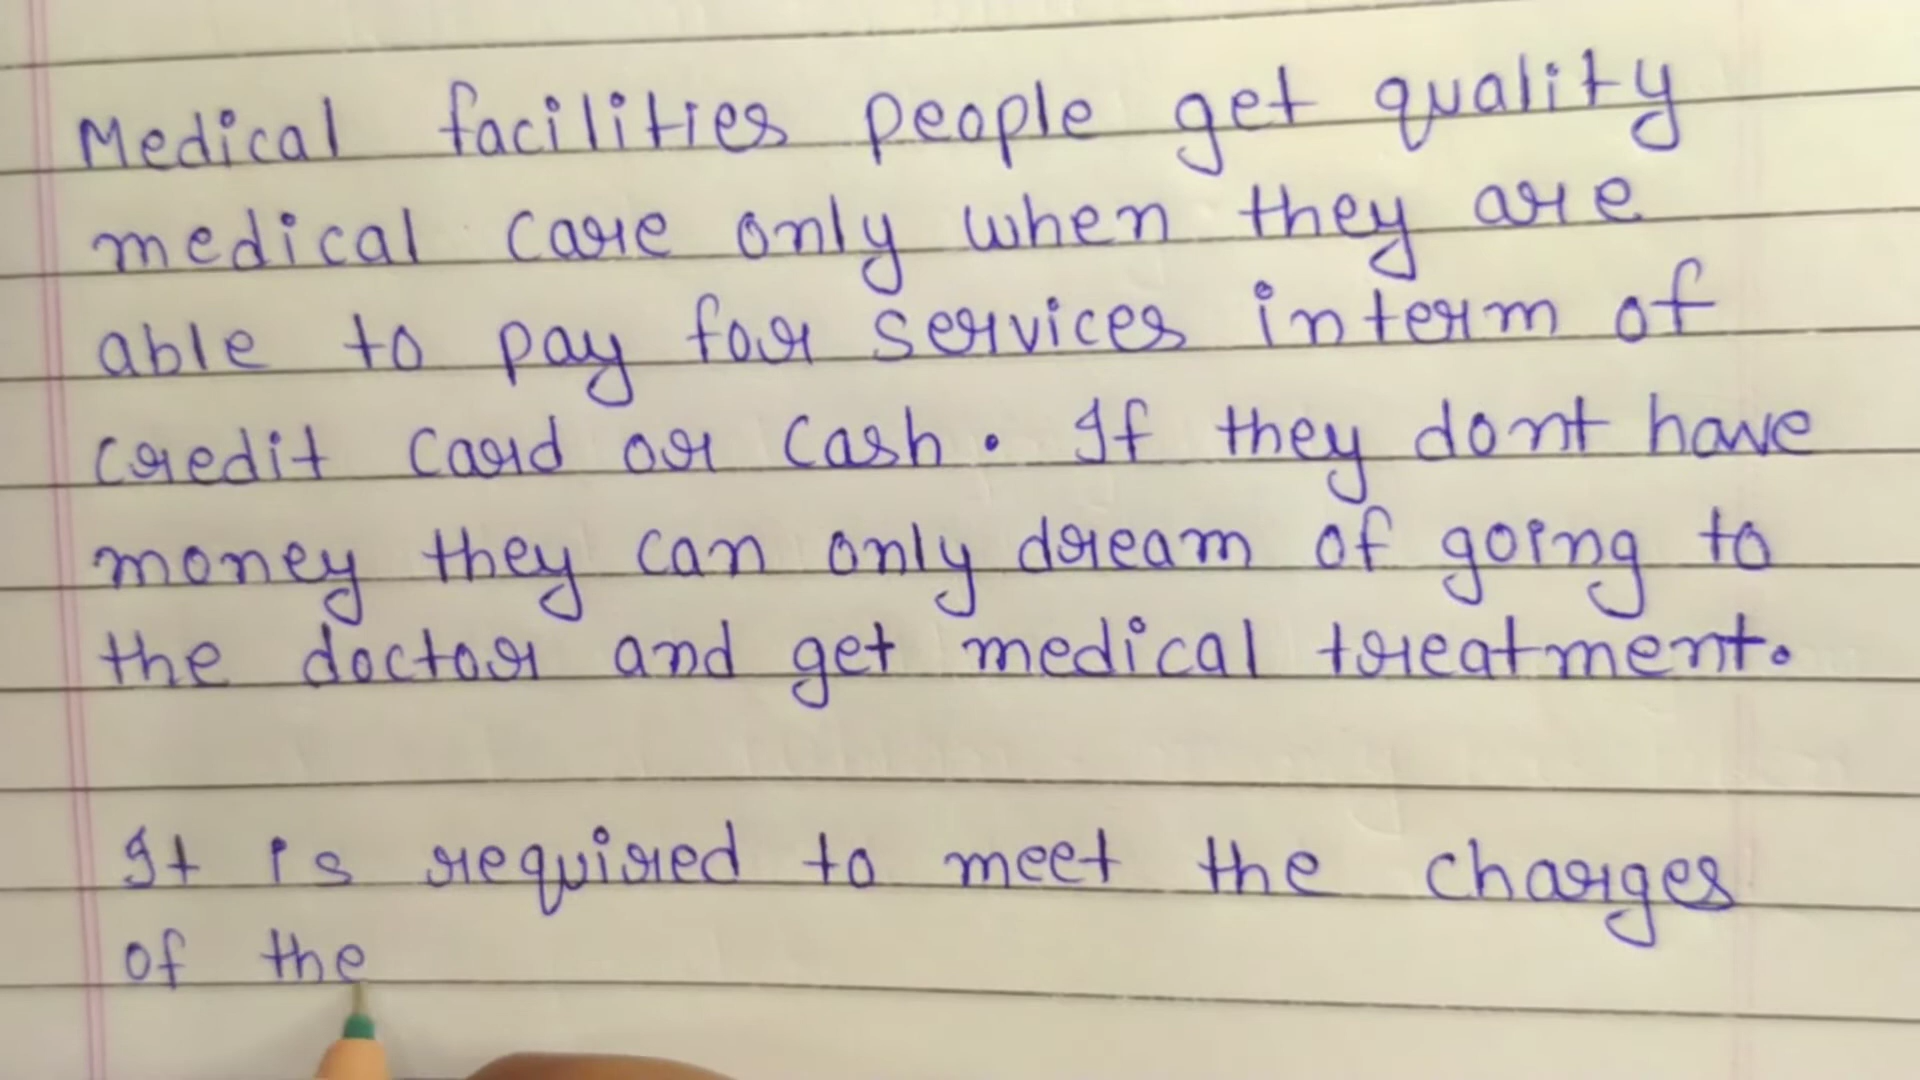 Medical facilities people get quality
medical care only when they are
able to pay for services interm of
credit card or cash. If they dont have
money they can only dream of going to
the doctor and get medical treatment.
It is required to meet the charges
of the